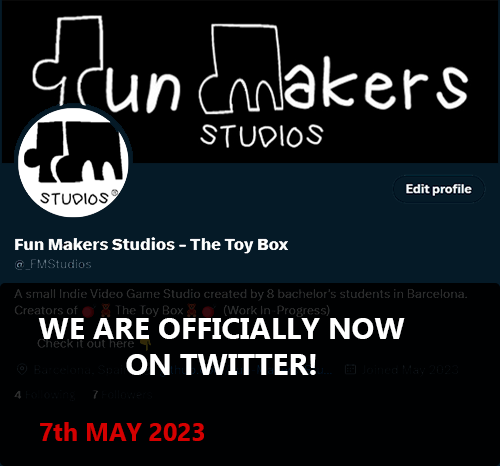 Fun Makers
STUDIOS
STUDIOS®
Edit profile
Fun Makers Studios - The Toy Box
@_FMStudios
A small Indie Video Game Studio created by 8 bachelor's students in Barcelona.
Creators of The Toy Box (Work In-Progress)
WE ARE OFFICIALLY NOW
Check it out here
ON TWITTER!
Barcelona, Joined May 2023
4 Following 7 Followers
7th MAY 2023